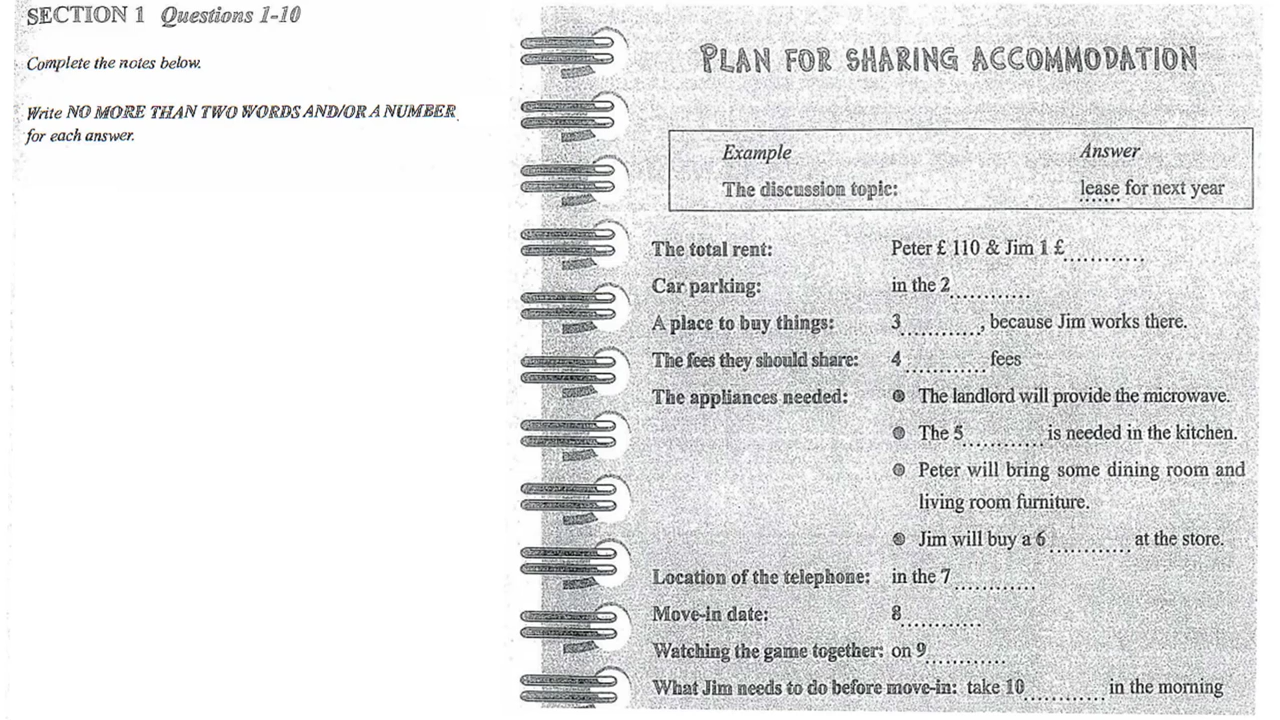 SECTION 1 Questions 1-10
Complete the notes below.
Write NO MORE THAN TWO WORDS AND/OR A NUMBER
for each answer.
PLAN FOR SHARING ACCOMMODATION
Example Answer
The discussion topic: lease for next year
The total rent: Peter £ 110 & Jim 1 £............
Car parking: in the 2............
A place to buy things: 3............, because Jim works there.
The fees they should share: 4............ fees
The appliances needed: ● The landlord will provide the microwave.
● The 5............ is needed in the kitchen.
● Peter will bring some dining room and
living room furniture.
● Jim will buy a 6............ at the store.
Location of the telephone: in the 7............
Move-in date: 8............
Watching the game together: on 9............
What Jim needs to do before move-in: take 10............ in the morning